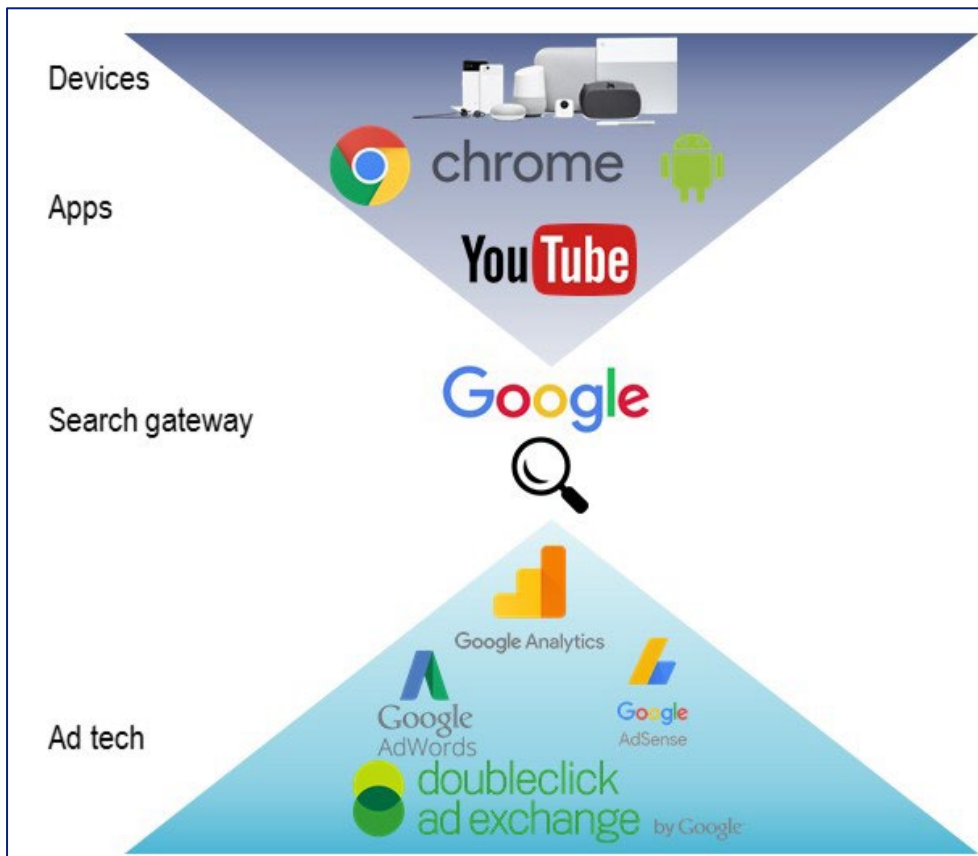 Devices
chrome
Apps
YouTube
Google
Search gateway
Google Analytics
Google
AdWords
Google
AdSense
Ad tech
doubleclick
ad exchange by Google